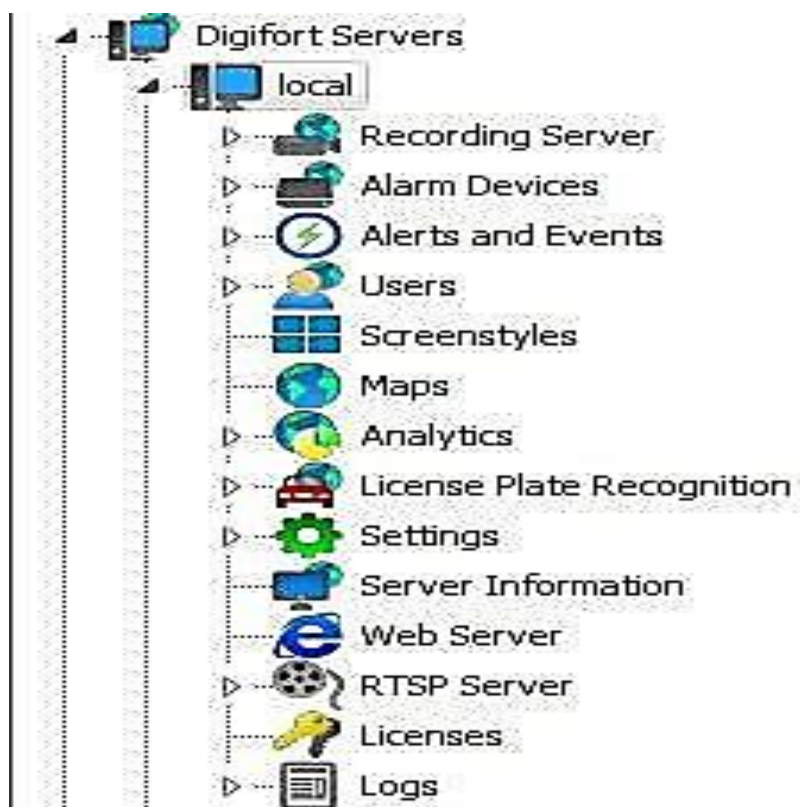 Digifort Servers
local
Recording Server
Alarm Devices
Alerts and Events
Users
Screenstyles
Maps
Analytics
License Plate Recognition
Settings
Server Information
Web Server
RTSP Server
Licenses
Logs